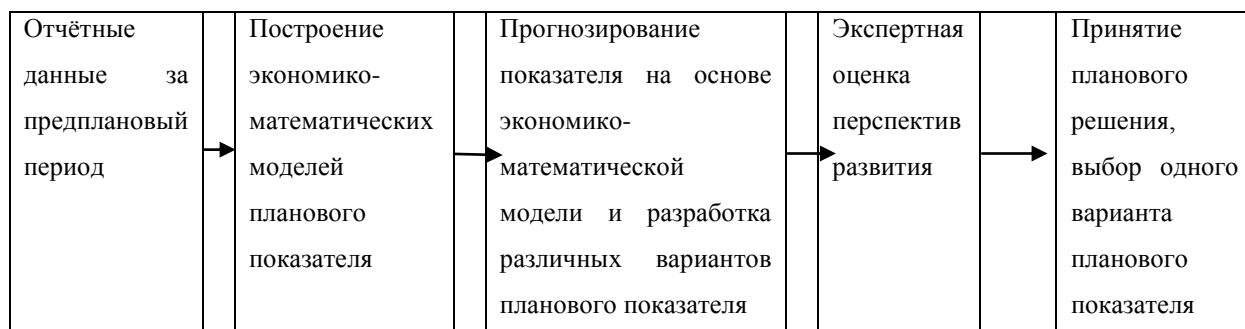 Отчётные
данные за
предплановый
период
Построение
экономико-
математических
моделей
планового
показателя
Прогнозирование
показателя на основе
экономико-
математической
модели и разработка
различных вариантов
планового показателя
Экспертная
оценка
перспектив
развития
Принятие
планового
решения,
выбор одного
варианта
планового
показателя